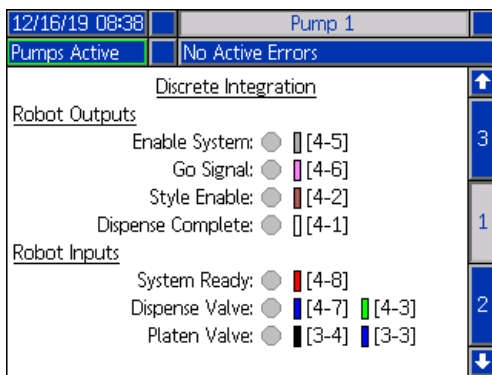 12/16/19 08:38 Pump 1
Pumps Active No Active Errors
Discrete Integration
Robot Outputs
Enable System: [4-5]
Go Signal: [4-6]
Style Enable: [4-2]
Dispense Complete: [4-1]
Robot Inputs
System Ready: [4-8]
Dispense Valve: [4-7] [4-3]
Platen Valve: [3-4] [3-3]
3
1
2